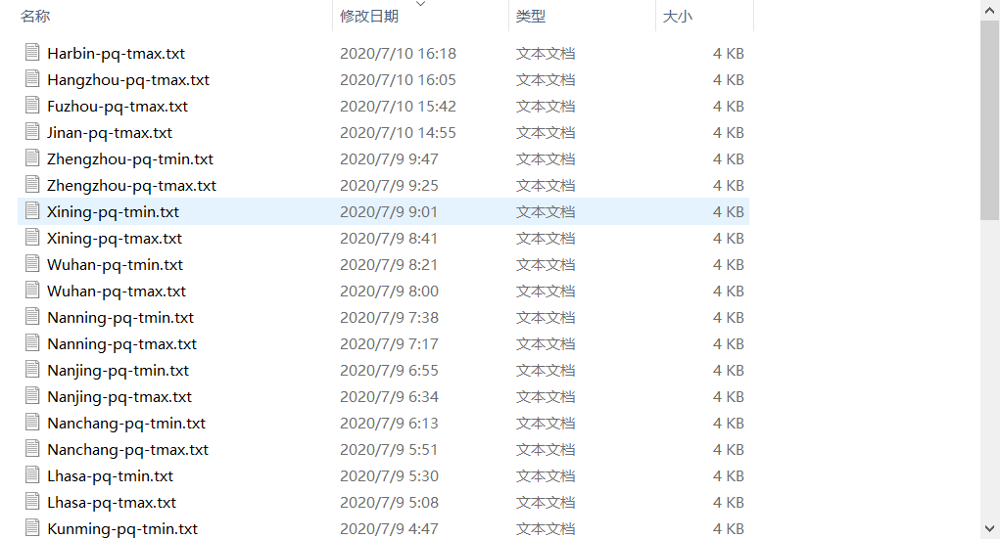 名称 修改日期 类型 大小
Harbin-pq-tmax.txt 2020/7/10 16:18 文本文档 4 KB
Hangzhou-pq-tmax.txt 2020/7/10 16:05 文本文档 4 KB
Fuzhou-pq-tmax.txt 2020/7/10 15:42 文本文档 4 KB
Jinan-pq-tmax.txt 2020/7/10 14:55 文本文档 4 KB
Zhengzhou-pq-tmin.txt 2020/7/9 9:47 文本文档 4 KB
Zhengzhou-pq-tmax.txt 2020/7/9 9:25 文本文档 4 KB
Xining-pq-tmin.txt 2020/7/9 9:01 文本文档 4 KB
Xining-pq-tmax.txt 2020/7/9 8:41 文本文档 4 KB
Wuhan-pq-tmin.txt 2020/7/9 8:21 文本文档 4 KB
Wuhan-pq-tmax.txt 2020/7/9 8:00 文本文档 4 KB
Nanning-pq-tmin.txt 2020/7/9 7:38 文本文档 4 KB
Nanning-pq-tmax.txt 2020/7/9 7:17 文本文档 4 KB
Nanjing-pq-tmin.txt 2020/7/9 6:55 文本文档 4 KB
Nanjing-pq-tmax.txt 2020/7/9 6:34 文本文档 4 KB
Nanchang-pq-tmin.txt 2020/7/9 6:13 文本文档 4 KB
Nanchang-pq-tmax.txt 2020/7/9 5:51 文本文档 4 KB
Lhasa-pq-tmin.txt 2020/7/9 5:30 文本文档 4 KB
Lhasa-pq-tmax.txt 2020/7/9 5:08 文本文档 4 KB
Kunming-pq-tmin.txt 2020/7/9 4:47 文本文档 4 KB